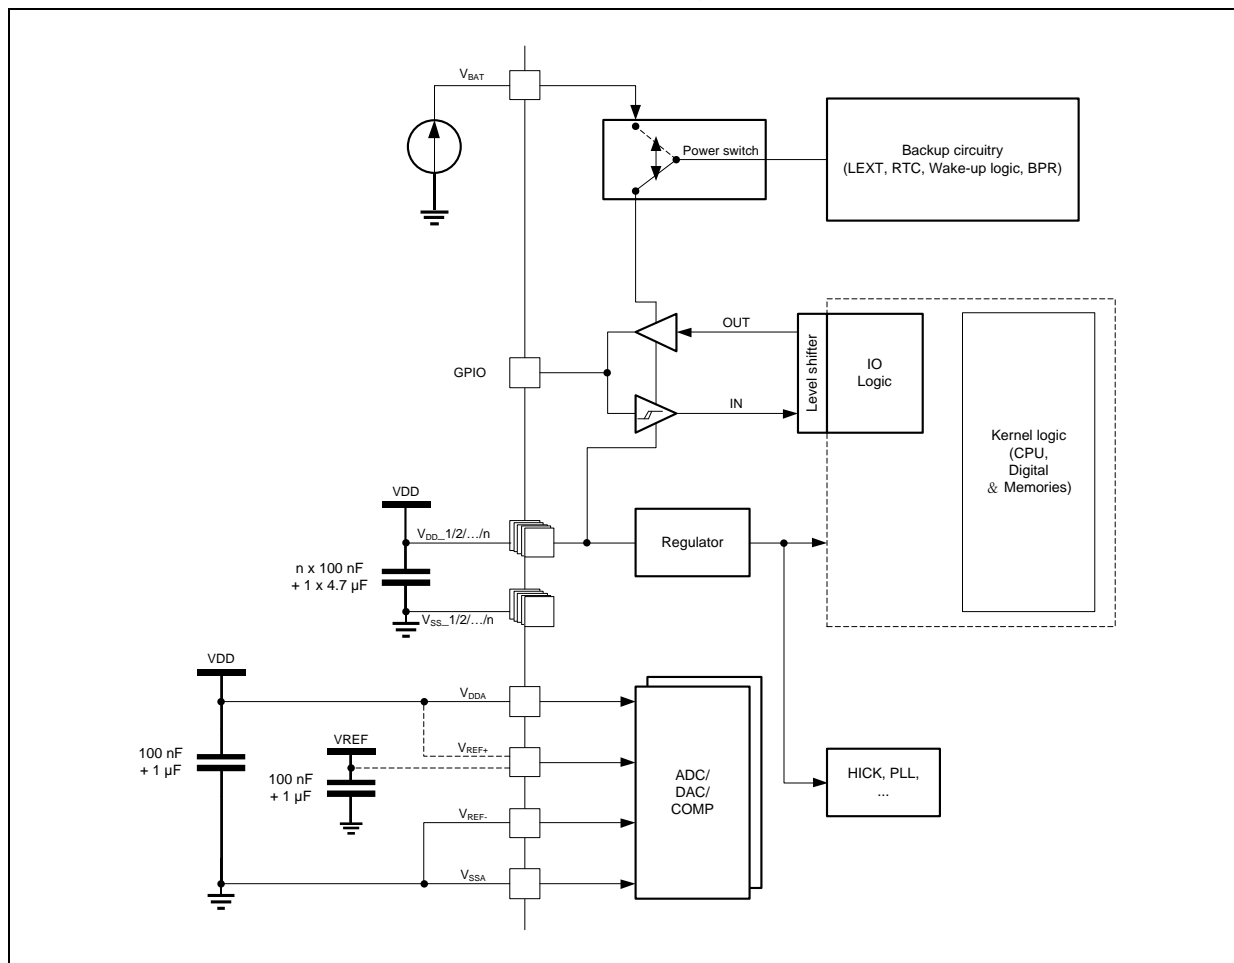 VBAT
Power switch
Backup circuitry
(LEXT, RTC, Wake-up logic, BPR)
OUT
GPIO
Level shifter
IO
Logic
IN
Kernel logic
(CPU,
Digital
& Memories)
VDD
VDD_1/2/.../n
Regulator
n x 100 nF
+ 1 x 4.7 µF
VSS_1/2/.../n
VDD
VDDA
VREF
VREF+
100 nF
+ 1 µF
100 nF
+ 1 µF
ADC/
DAC/
COMP
HICK, PLL,
...
VREF-
VSSA